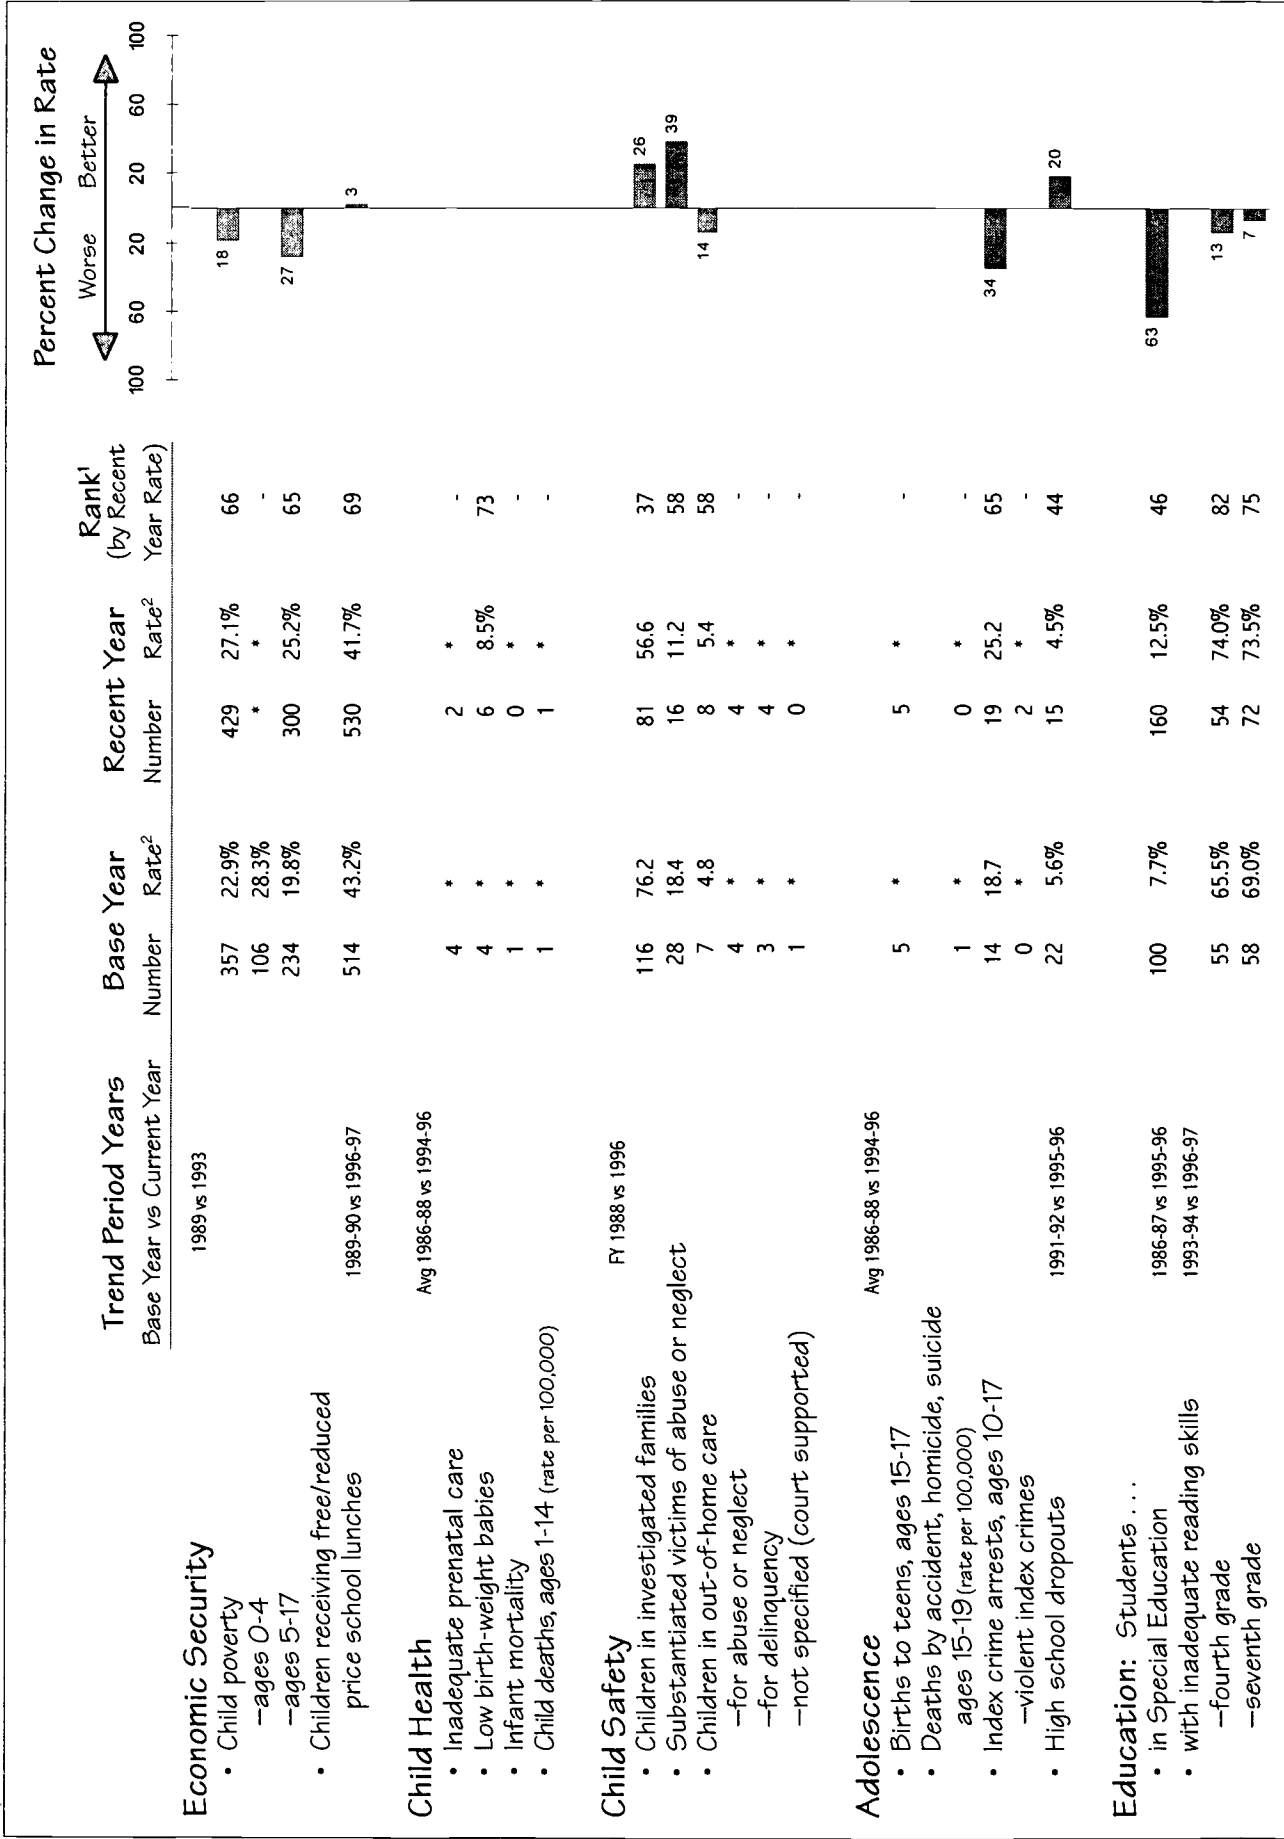 Percent Change in Rate
Worse Better
100 60 20 20 60 100
Trend Period Years Base Year Recent Year Rank¹
(by Recent
Base Year vs Current Year Number Rate² Number Rate² Year Rate)
Economic Security
• Child poverty 1989 vs 1993 357 22.9% 429 27.1% 66 18
—ages 0-4 106 28.3% * * -
—ages 5-17 234 19.8% 300 25.2% 65 27
• Children receiving free/reduced
price school lunches 1989-90 vs 1996-97 514 43.2% 530 41.7% 69 3
Child Health Avg 1986-88 vs 1994-96
• Inadequate prenatal care 4 * 2 * -
• Low birth-weight babies 4 * 6 8.5% 73
• Infant mortality 1 * 0 * -
• Child deaths, ages 1-14 (rate per 100,000) 1 * 1 * -
Child Safety FY 1988 vs 1996
• Children in investigated families 116 76.2 81 56.6 37 26
• Substantiated victims of abuse or neglect 28 18.4 16 11.2 58 39
• Children in out-of-home care 7 4.8 8 5.4 58 14
—for abuse or neglect 4 * 4 * -
—for delinquency 3 * 4 * -
—not specified (court supported) 1 * 0 * -
Adolescence Avg 1986-88 vs 1994-96
• Births to teens, ages 15-17 5 * 5 * -
• Deaths by accident, homicide, suicide
ages 15-19 (rate per 100,000) 1 * 0 * -
• Index crime arrests, ages 10-17 14 18.7 19 25.2 65 34
—violent index crimes 0 * 2 * -
• High school dropouts 1991-92 vs 1995-96 22 5.6% 15 4.5% 44 20
Education: Students . . . .
• in Special Education 1986-87 vs 1995-96 100 7.7% 160 12.5% 46 63
• with inadequate reading skills 1993-94 vs 1996-97
—fourth grade 55 65.5% 54 74.0% 82 13
—seventh grade 58 69.0% 72 73.5% 75 7